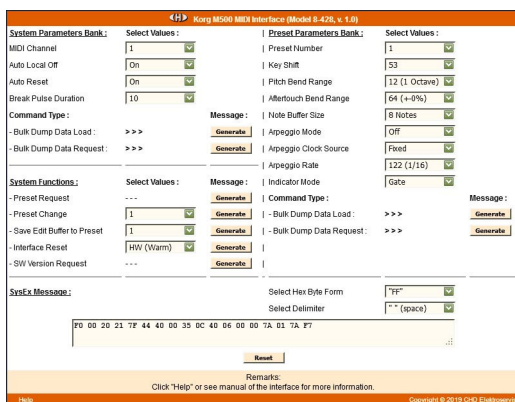 CHD Korg M500 MIDI Interface (Model 8-428, v. 1.0)
System Parameters Bank : Select Values : | Preset Parameters Bank : Select Values :
MIDI Channel 1 | Preset Number 1
Auto Local Off On | Key Shift 53
Auto Reset On | Pitch Bend Range 12 (1 Octave)
Break Pulse Duration 10 | Aftertouch Bend Range 64 (+-0%)
Command Type : Message : | Note Buffer Size 8 Notes
- Bulk Dump Data Load : >>> Generate | Arpeggio Mode Off
- Bulk Dump Data Request : >>> Generate | Arpeggio Clock Source Fixed
| Arpeggio Rate 122 (1/16)
System Functions : Select Values : Message : | Indicator Mode Gate
- Preset Request --- Generate | Command Type : Message :
- Preset Change 1 Generate | - Bulk Dump Data Load : >>> Generate
- Save Edit Buffer to Preset 1 Generate | - Bulk Dump Data Request : >>> Generate
- Interface Reset HW (Warm) Generate |
- SW Version Request --- Generate |
SysEx Message : Select Hex Byte Form "FF"
Select Delimiter " " (space)
F0 00 20 21 7F 44 40 00 35 0C 40 06 00 00 7A 01 7A F7
Reset
Remarks:
Click "Help" or see manual of the interface for more information.
Help Copyright © 2019 CHD Elektroservis